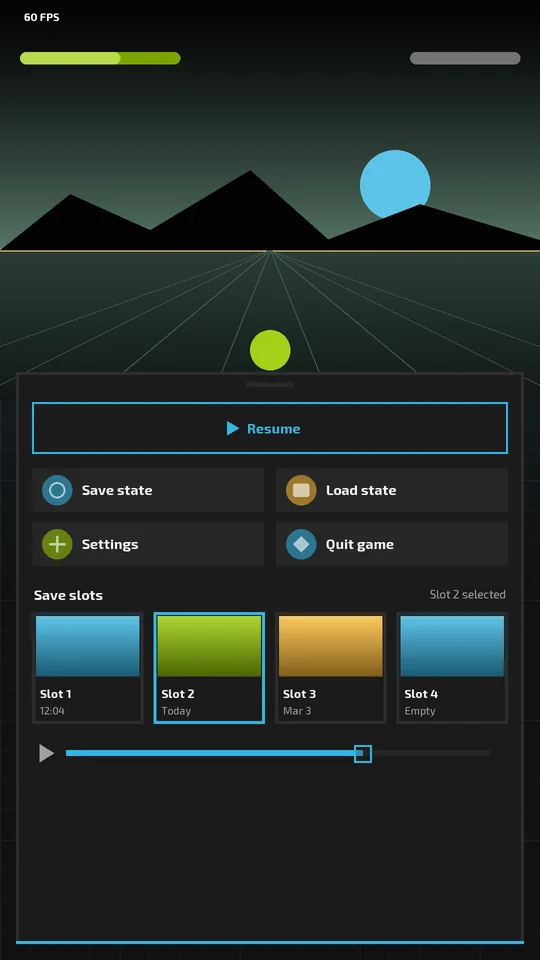 60 FPS
Resume
Save state
Load state
Settings
Quit game
Save slots
Slot 2 selected
Slot 1
12:04
Slot 2
Today
Slot 3
Mar 3
Slot 4
Empty